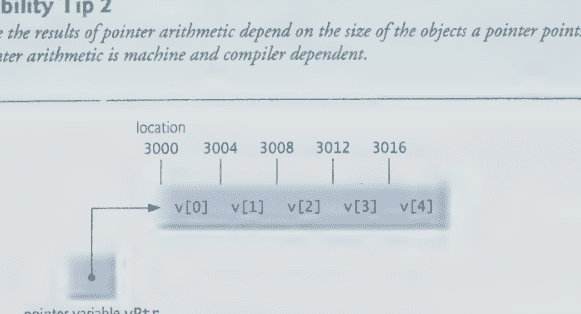 bility Tip 2
e the results of pointer arithmetic depend on the size of the objects a pointer point
nter arithmetic is machine and compiler dependent.
location
3000 3004 3008 3012 3016
v[0] v[1] v[2] v[3] v[4]
pointer variable vPtr